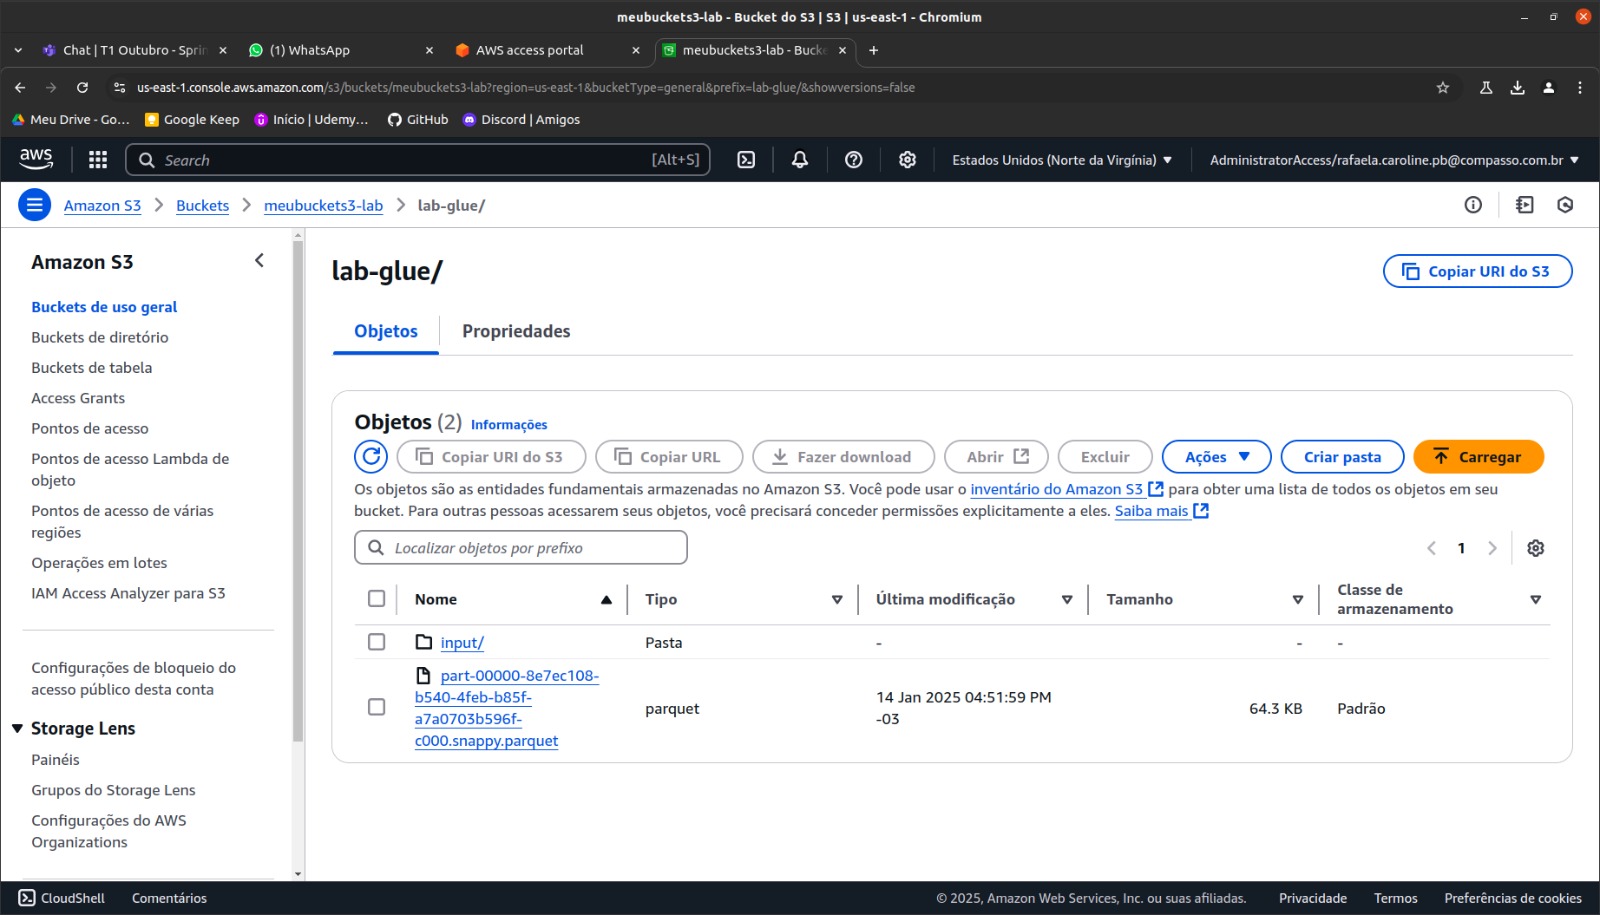 meubuckets3-lab - Bucket do S3 | S3 | us-east-1 - Chromium
Chat | T1 Outubro - Sprin
(1) WhatsApp
AWS access portal
meubuckets3-lab - Bucke
us-east-1.console.aws.amazon.com/s3/buckets/meubuckets3-lab?region=us-east-1&bucketType=general&prefix=lab-glue/&showversions=false
Meu Drive - Go...
Google Keep
Início | Udemy...
GitHub
Discord | Amigos
aws
Search
[Alt+S]
Estados Unidos (Norte da Virgínia)
AdministratorAccess/rafaela.caroline.pb@compasso.com.br
Amazon S3
Buckets
meubuckets3-lab
lab-glue/
Amazon S3
Buckets de uso geral
Buckets de diretório
Buckets de tabela
Access Grants
Pontos de acesso
Pontos de acesso Lambda de
objeto
Pontos de acesso de várias
regiões
Operações em lotes
IAM Access Analyzer para S3
Configurações de bloqueio do
acesso público desta conta
Storage Lens
Painéis
Grupos do Storage Lens
Configurações do AWS
Organizations
lab-glue/
Copiar URI do S3
Objetos
Propriedades
Objetos (2) Informações
Copiar URI do S3
Copiar URL
Fazer download
Abrir
Excluir
Ações
Criar pasta
Carregar
Os objetos são as entidades fundamentais armazenadas no Amazon S3. Você pode usar o inventário do Amazon S3 para obter uma lista de todos os objetos em seu
bucket. Para outras pessoas acessarem seus objetos, você precisará conceder permissões explicitamente a eles. Saiba mais
Localizar objetos por prefixo
1
Nome
Tipo
Última modificação
Tamanho
Classe de
armazenamento
input/
Pasta
-
-
-
part-00000-8e7ec108-
b540-4feb-b85f-
a7a0703b596f-
c000.snappy.parquet
parquet
14 Jan 2025 04:51:59 PM
-03
64.3 KB
Padrão
CloudShell
Comentários
© 2025, Amazon Web Services, Inc. ou suas afiliadas.
Privacidade
Termos
Preferências de cookies